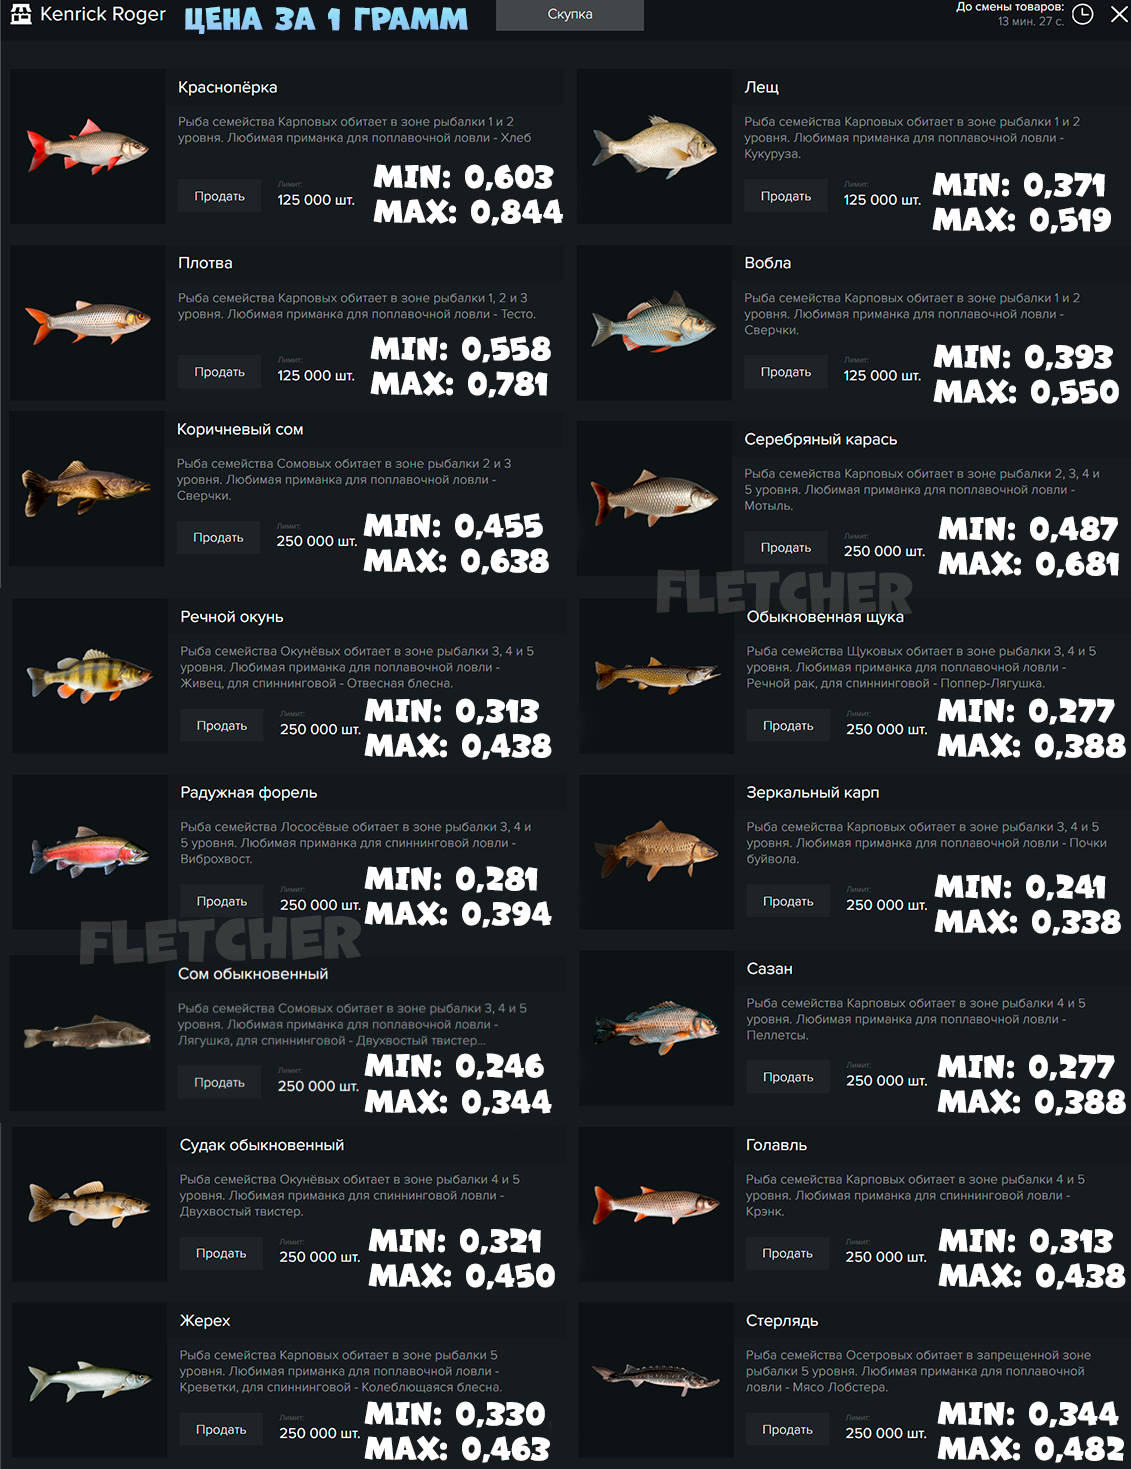 Kenrick Roger
ЦЕНА ЗА 1 ГРАММ
Скупка
До смены товаров:
13 мин. 27 с.
Краснопёрка
Рыба семейства Карповых обитает в зоне рыбалки 1 и 2
уровня. Любимая приманка для поплавочной ловли - Хлеб
Продать
Лимит:
125 000 шт.
MIN: 0,603
MAX: 0,844
Лещ
Рыба семейства Карповых обитает в зоне рыбалки 1 и 2
уровня. Любимая приманка для поплавочной ловли -
Кукуруза.
Продать
Лимит:
125 000 шт.
MIN: 0,371
MAX: 0,519
Плотва
Рыба семейства Карповых обитает в зоне рыбалки 1, 2 и 3
уровня. Любимая приманка для поплавочной ловли - Тесто.
Продать
Лимит:
125 000 шт.
MIN: 0,558
MAX: 0,781
Вобла
Рыба семейства Карповых обитает в зоне рыбалки 1 и 2
уровня. Любимая приманка для поплавочной ловли -
Сверчки.
Продать
Лимит:
125 000 шт.
MIN: 0,393
MAX: 0,550
Коричневый сом
Рыба семейства Сомовых обитает в зоне рыбалки 2 и 3
уровня. Любимая приманка для поплавочной ловли -
Сверчки.
Продать
Лимит:
250 000 шт.
MIN: 0,455
MAX: 0,638
Серебряный карась
Рыба семейства Карповых обитает в зоне рыбалки 2, 3, 4 и
5 уровня. Любимая приманка для поплавочной ловли -
Мотыль.
Продать
Лимит:
250 000 шт.
MIN: 0,487
MAX: 0,681
FLETCHER
Речной окунь
Рыба семейства Окунёвых обитает в зоне рыбалки 3, 4 и 5
уровня. Любимая приманка для поплавочной ловли -
Живец, для спиннинговой - Отвесная блесна.
Продать
Лимит:
250 000 шт.
MIN: 0,313
MAX: 0,438
Обыкновенная щука
Рыба семейства Щуковых обитает в зоне рыбалки 3, 4 и 5
уровня. Любимая приманка для поплавочной ловли -
Речной рак, для спиннинговой - Поппер-Лягушка.
Продать
Лимит:
250 000 шт.
MIN: 0,277
MAX: 0,388
Радужная форель
Рыба семейства Лососёвые обитает в зоне рыбалки 3, 4 и
5 уровня. Любимая приманка для спиннинговой ловли -
Виброхвост.
Продать
Лимит:
250 000 шт.
MIN: 0,281
MAX: 0,394
Зеркальный карп
Рыба семейства Карповых обитает в зоне рыбалки 3, 4 и 5
уровня. Любимая приманка для поплавочной ловли - Почки
буйвола.
Продать
Лимит:
250 000 шт.
MIN: 0,241
MAX: 0,338
FLETCHER
Сом обыкновенный
Рыба семейства Сомовых обитает в зоне рыбалки 3, 4 и 5
уровня. Любимая приманка для поплавочной ловли -
Лягушка, для спиннинговой - Двухвостый твистер...
Продать
Лимит:
250 000 шт.
MIN: 0,246
MAX: 0,344
Сазан
Рыба семейства Карповых обитает в зоне рыбалки 4 и 5
уровня. Любимая приманка для поплавочной ловли -
Пеллетсы.
Продать
Лимит:
250 000 шт.
MIN: 0,277
MAX: 0,388
Судак обыкновенный
Рыба семейства Окунёвых обитает в зоне рыбалки 4 и 5
уровня. Любимая приманка для спиннинговой ловли -
Двухвостый твистер.
Продать
Лимит:
250 000 шт.
MIN: 0,321
MAX: 0,450
Голавль
Рыба семейства Карповых обитает в зоне рыбалки 4 и 5
уровня. Любимая приманка для спиннинговой ловли -
Крэнк.
Продать
Лимит:
250 000 шт.
MIN: 0,313
MAX: 0,438
Жерех
Рыба семейства Карповых обитает в зоне рыбалки 5
уровня. Любимая приманка для поплавочной ловли -
Креветки, для спиннинговой - Колеблющаяся блесна.
Продать
Лимит:
250 000 шт.
MIN: 0,330
MAX: 0,463
Стерлядь
Рыба семейства Осетровых обитает в запрещенной зоне
рыбалки 5 уровня. Любимая приманка для поплавочной
ловли - Мясо Лобстера.
Продать
Лимит:
250 000 шт.
MIN: 0,344
MAX: 0,482